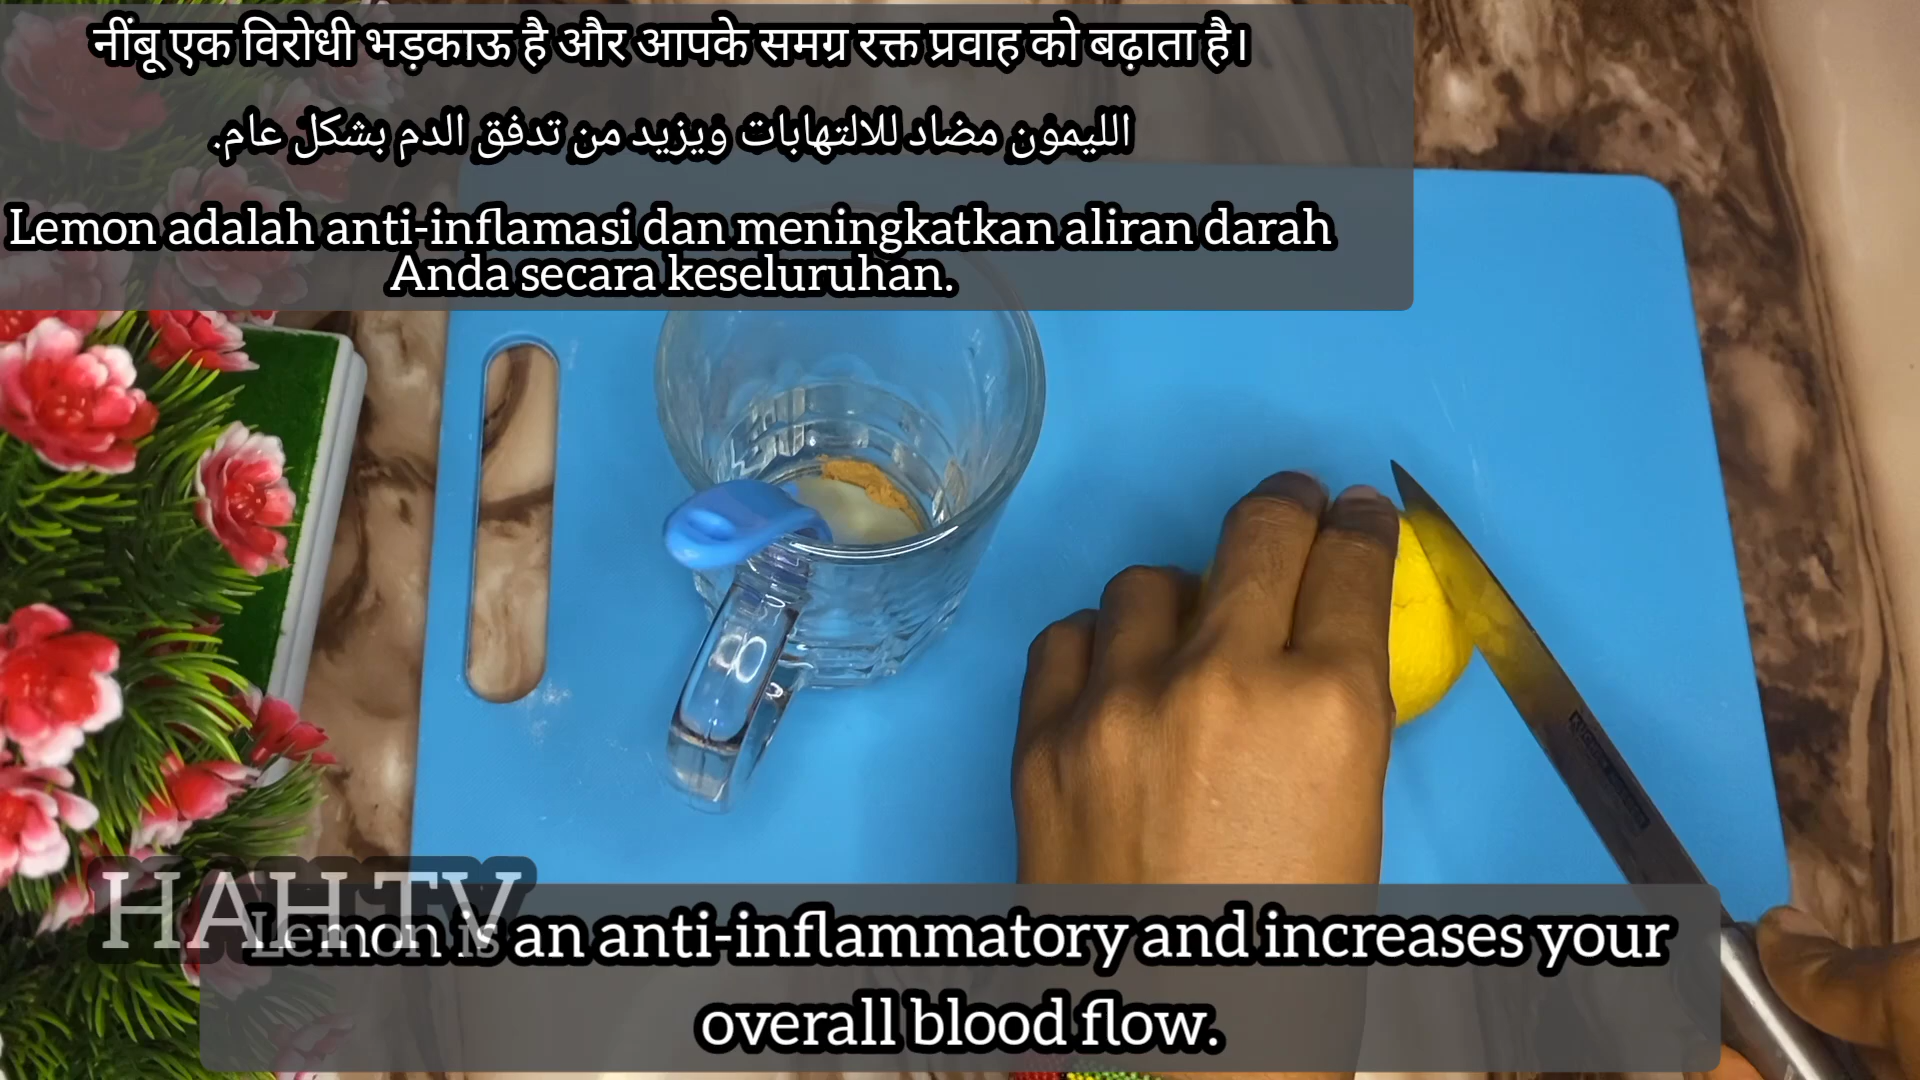 नींबू एक विरोधी भड़काऊ है और आपके समग्र रक्त प्रवाह को बढ़ाता है।
الليمون مضاد للالتهابات ويزيد من تدفق الدم بشكل عام.
Lemon adalah anti-inflamasi dan meningkatkan aliran darah
Anda secara keseluruhan.
HAH TV
Lemon is an anti-inflammatory and increases your
overall blood flow.